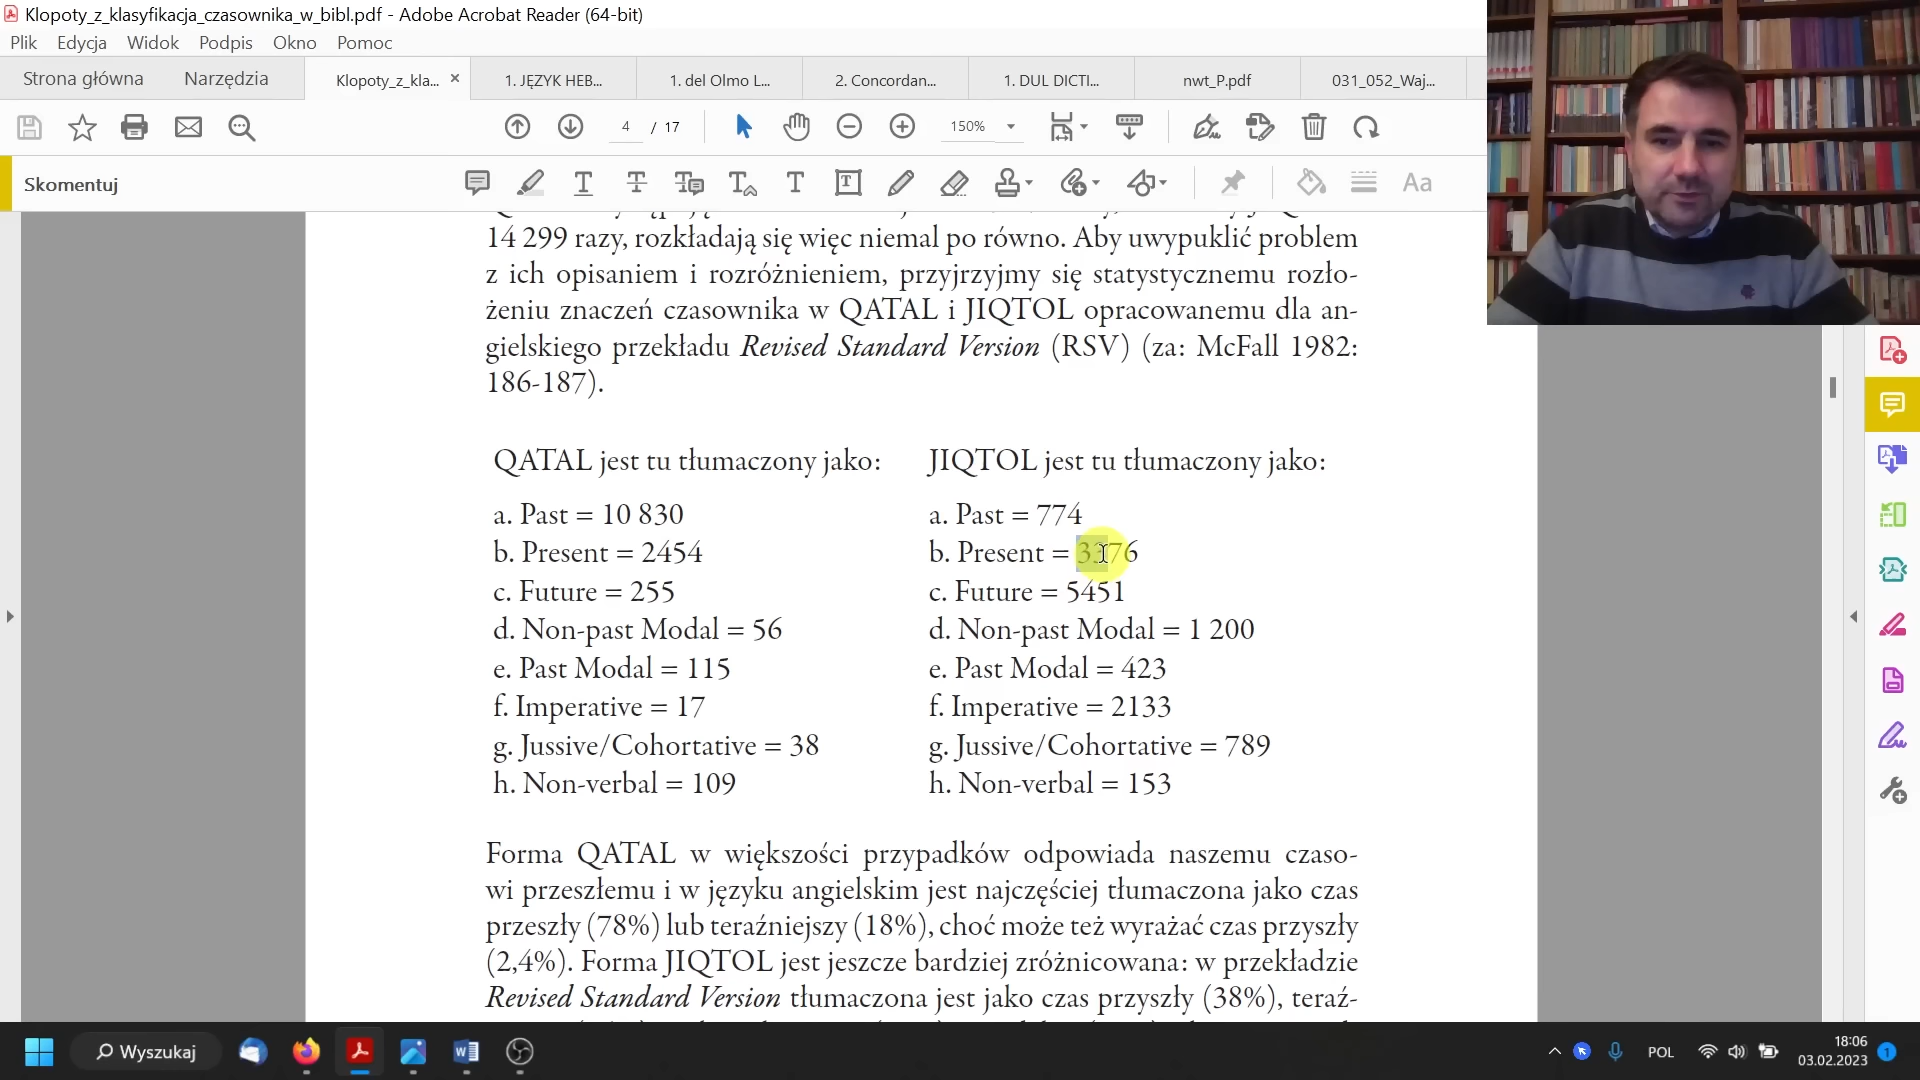 Klopoty_z_klasyfikacja_czasownika_w_bibl.pdf - Adobe Acrobat Reader (64-bit)
Plik Edycja Widok Podpis Okno Pomoc
Strona główna Narzędzia Klopoty_z_kla... × 1. JĘZYK HEB... 1. del Olmo L... 2. Concordan... 1. DUL DICTI... nwt_P.pdf 031_052_Waj...
4 / 17 150%
Skomentuj
14 299 razy, rozkładają się więc niemal po równo. Aby uwypuklić problem
z ich opisaniem i rozróżnieniem, przyjrzyjmy się statystycznemu rozło-
żeniu znaczeń czasownika w QATAL i JIQTOL opracowanemu dla an-
gielskiego przekładu Revised Standard Version (RSV) (za: McFall 1982:
186-187).
QATAL jest tu tłumaczony jako:
a. Past = 10 830
b. Present = 2454
c. Future = 255
d. Non-past Modal = 56
e. Past Modal = 115
f. Imperative = 17
g. Jussive/Cohortative = 38
h. Non-verbal = 109
JIQTOL jest tu tłumaczony jako:
a. Past = 774
b. Present = 3376
c. Future = 5451
d. Non-past Modal = 1 200
e. Past Modal = 423
f. Imperative = 2133
g. Jussive/Cohortative = 789
h. Non-verbal = 153
Forma QATAL w większości przypadków odpowiada naszemu czaso-
wi przeszłemu i w języku angielskim jest najczęściej tłumaczona jako czas
przeszły (78%) lub teraźniejszy (18%), choć może też wyrażać czas przyszły
(2,4%). Forma JIQTOL jest jeszcze bardziej zróżnicowana: w przekładzie
Revised Standard Version tłumaczona jest jako czas przyszły (38%), teraź-
Wyszukaj
POL
18:06
03.02.2023
1